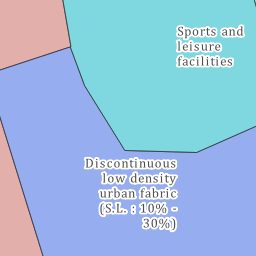 Sports and
leisure
facilities
Discontinuous
low density
urban fabric
(S.L. : 10% -
30%)